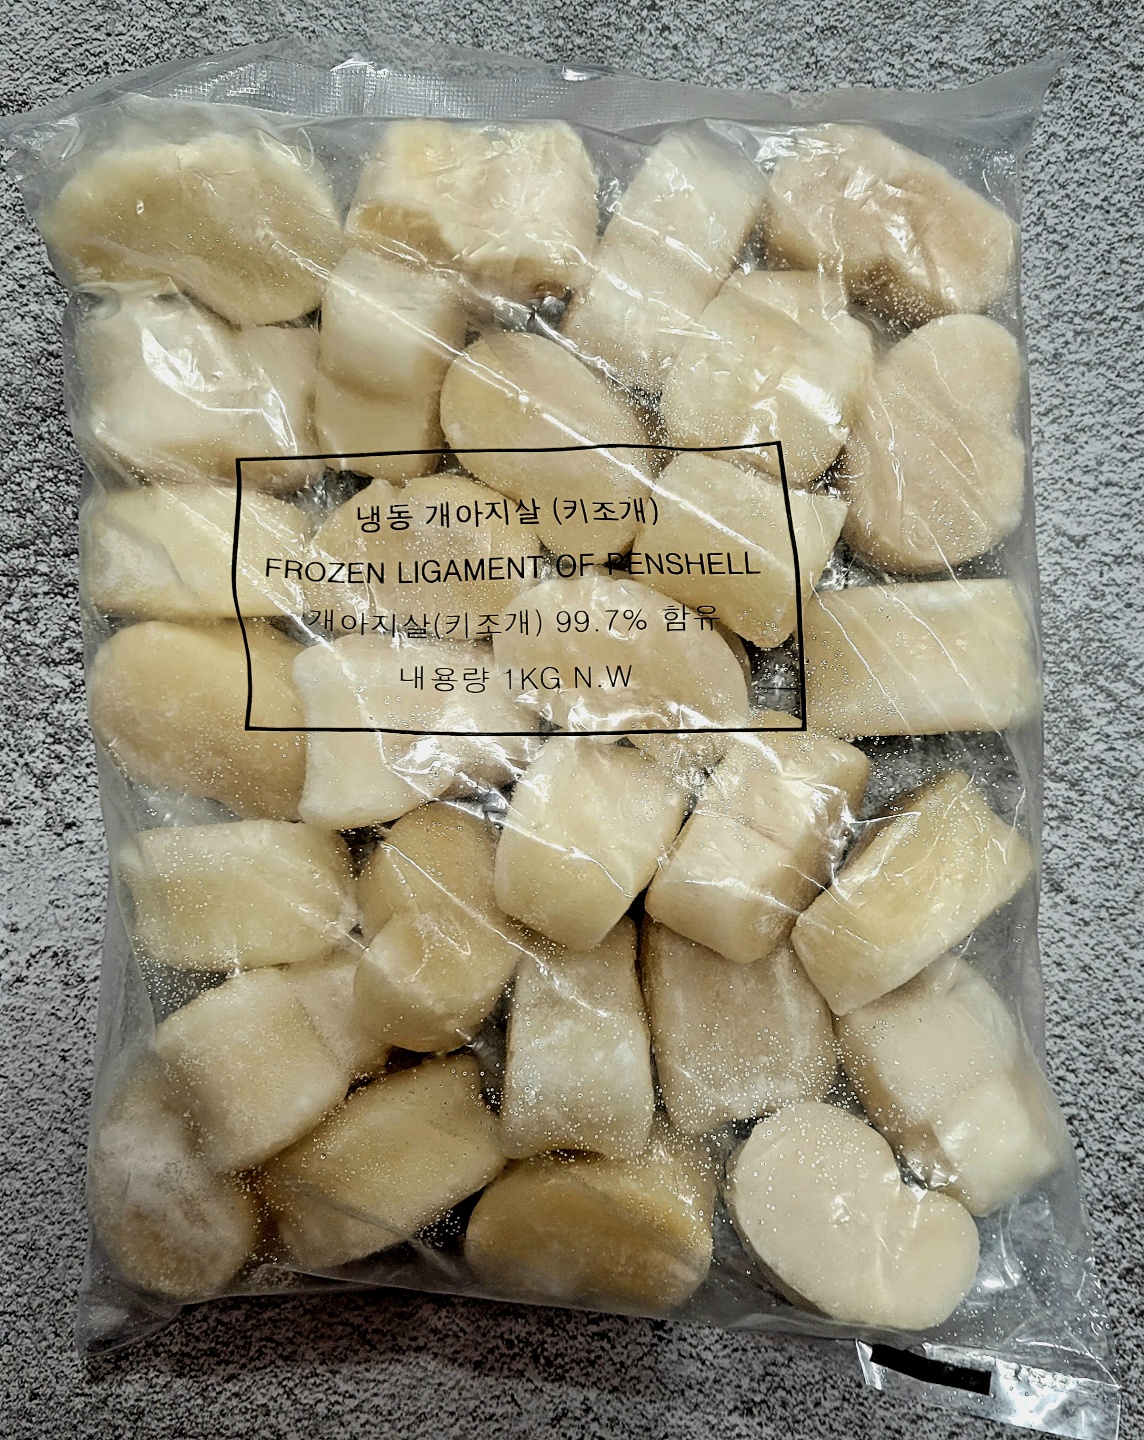 냉동 개아지살 (키조개)
FROZEN LIGAMENT OF PENSHELL
개아지살(키조개) 99.7% 함유
내용량 1KG N.W